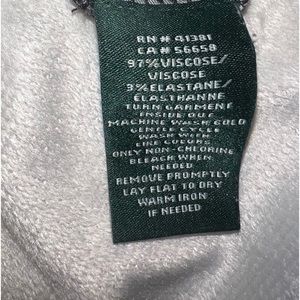 RN # 41381
CA # 56658
97% VISCOSE/
VISCOSE
3% ELASTANE/
ELASTHANNE
TURN GARMENT
INSIDE OUT
MACHINE WASH COLD
GENTLE CYCLE
WASH WITH
LIKE COLORS
ONLY NON-CHLORINE
BLEACH WHEN
NEEDED
REMOVE PROMPTLY
LAY FLAT TO DRY
WARM IRON
IF NEEDED